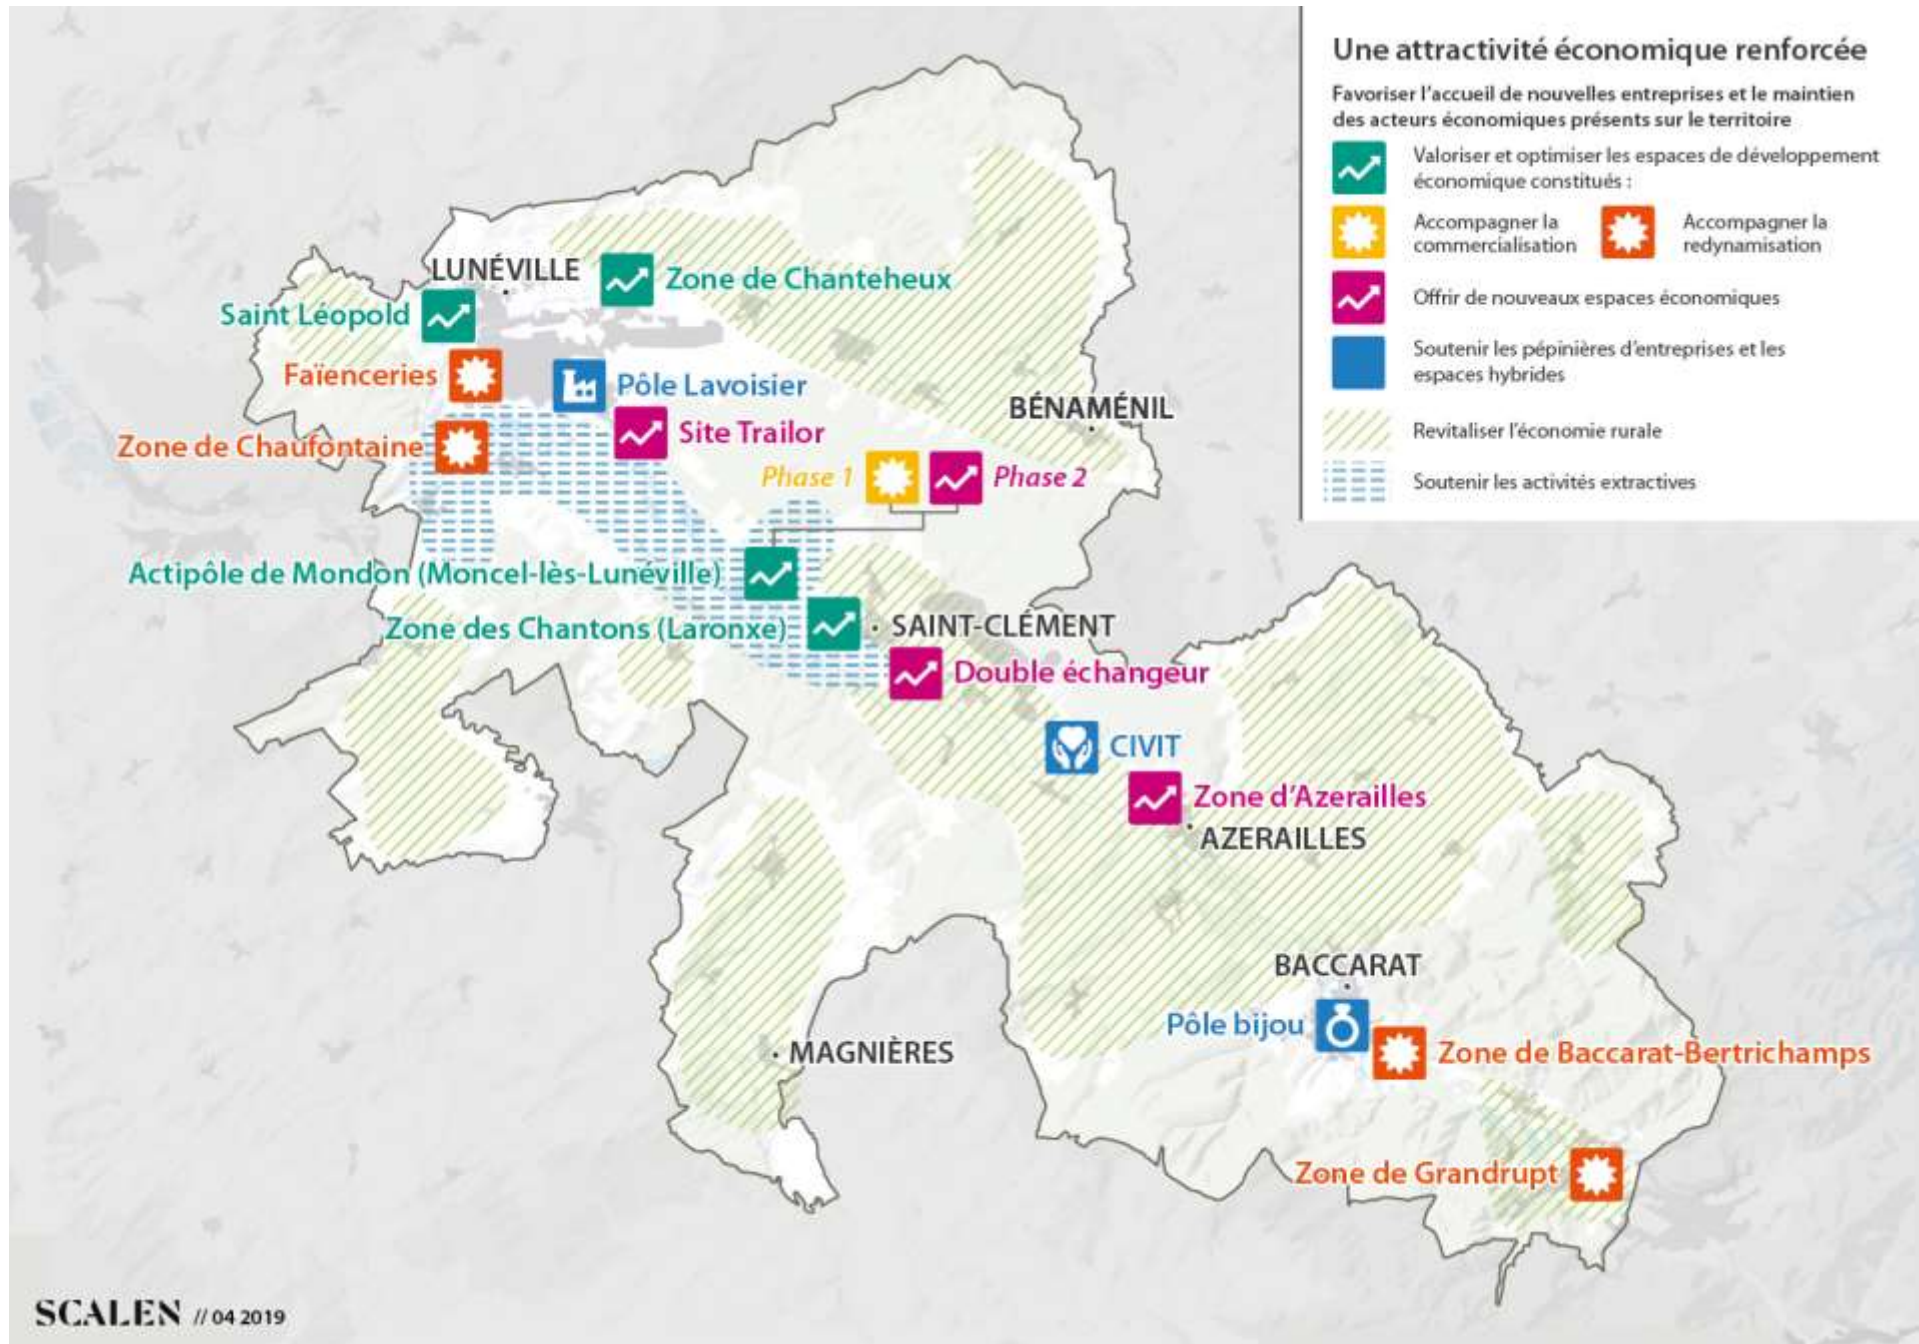 Une attractivité économique renforcée
Favoriser l'accueil de nouvelles entreprises et le maintien
des acteurs économiques présents sur le territoire
Valoriser et optimiser les espaces de développement
économique constitués :
Accompagner la
commercialisation
Accompagner la
redynamisation
Offrir de nouveaux espaces économiques
Soutenir les pépinières d'entreprises et les
espaces hybrides
Revitaliser l'économie rurale
Soutenir les activités extractives
LUNÉVILLE
Zone de Chanteheux
Saint Léopold
Faïenceries
Pôle Lavoisier
BÉNAMÉNIL
Site Trailor
Zone de Chaufontaine
Phase 1
Phase 2
Actipôle de Mondon (Moncel-lès-Lunéville)
Zone des Chantons (Laronxe)
SAINT-CLÉMENT
Double échangeur
CIVIT
Zone d'Azerailles
AZERAILLES
BACCARAT
Pôle bijou
MAGNIÈRES
Zone de Baccarat-Bertrichamps
Zone de Grandrupt
SCALEN // 04 2019